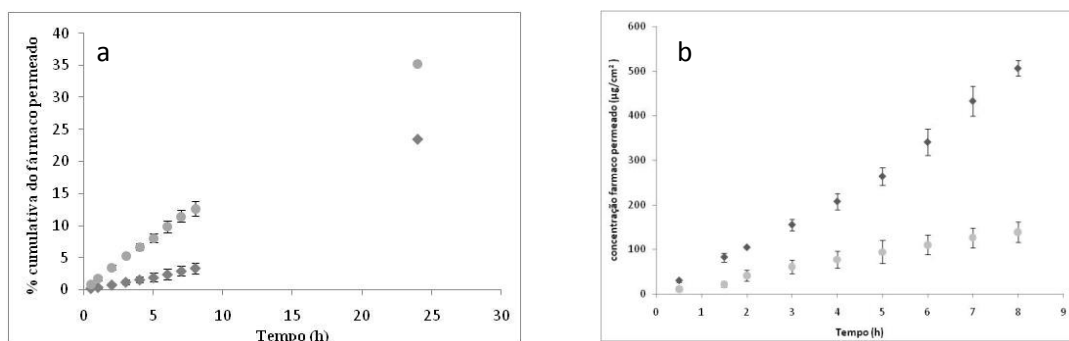 a
% cumulativa do fármaco permeado
40
35
30
25
20
15
10
5
0
0 5 10 15 20 25 30
Tempo (h)
b
concentração farmaco permeado (µg/cm²)
600
500
400
300
200
100
0
0 1 2 3 4 5 6 7 8 9
Tempo (h)